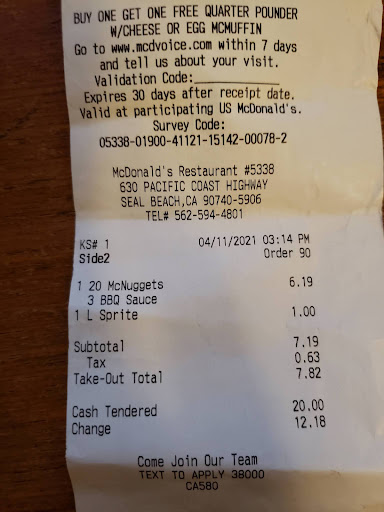 BUY ONE GET ONE FREE QUARTER POUNDER
W/CHEESE OR EGG MCMUFFIN
Go to www.mcdvoice.com within 7 days
and tell us about your visit.
Validation Code:____________
Expires 30 days after receipt date.
Valid at participating US McDonald's.
Survey Code:
05338-01900-41121-15142-00078-2
McDonald's Restaurant #5338
630 PACIFIC COAST HIGHWAY
SEAL BEACH,CA 90740-5906
TEL# 562-594-4801
KS# 1 04/11/2021 03:14 PM
Side2 Order 90
1 20 McNuggets 6.19
3 BBQ Sauce
1 L Sprite 1.00
Subtotal 7.19
Tax 0.63
Take-Out Total 7.82
Cash Tendered 20.00
Change 12.18
Come Join Our Team
TEXT TO APPLY 38000
CA580